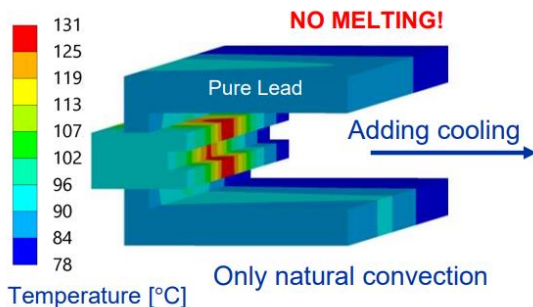 NO MELTING!
131
125
119
113
107
102
96
90
84
78
Pure Lead
Adding cooling
Only natural convection
Temperature [°C]